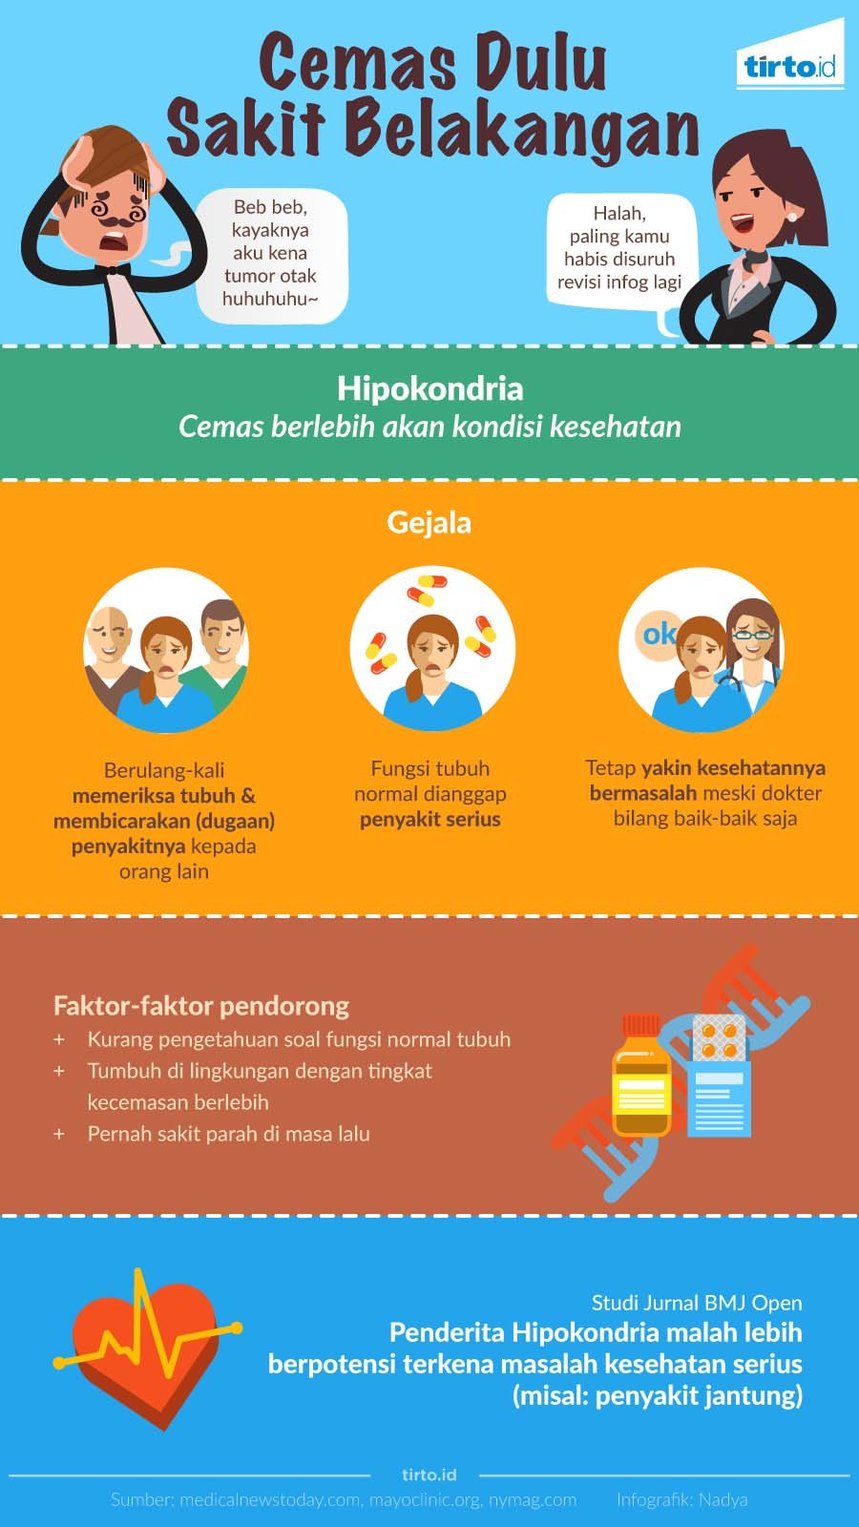 Cemas Dulu
Sakit Belakangan
tirto.id
Beb beb,
kayaknya
aku kena
tumor otak
huhuhuhu~
Halah,
paling kamu
habis disuruh
revisi infog lagi
Hipokondria
Cemas berlebih akan kondisi kesehatan
Gejala
Berulang-kali
memeriksa tubuh &
membicarakan (dugaan)
penyakitnya kepada
orang lain
Fungsi tubuh
normal dianggap
penyakit serius
ok
Tetap yakin kesehatannya
bermasalah meski dokter
bilang baik-baik saja
Faktor-faktor pendorong
+ Kurang pengetahuan soal fungsi normal tubuh
+ Tumbuh di lingkungan dengan tingkat
kecemasan berlebih
+ Pernah sakit parah di masa lalu
Studi Jurnal BMJ Open
Penderita Hipokondria malah lebih
berpotensi terkena masalah kesehatan serius
(misal: penyakit jantung)
tirto.id
Sumber: medicalnewstoday.com, mayoclinic.org, nymag.com Infografik: Nadya